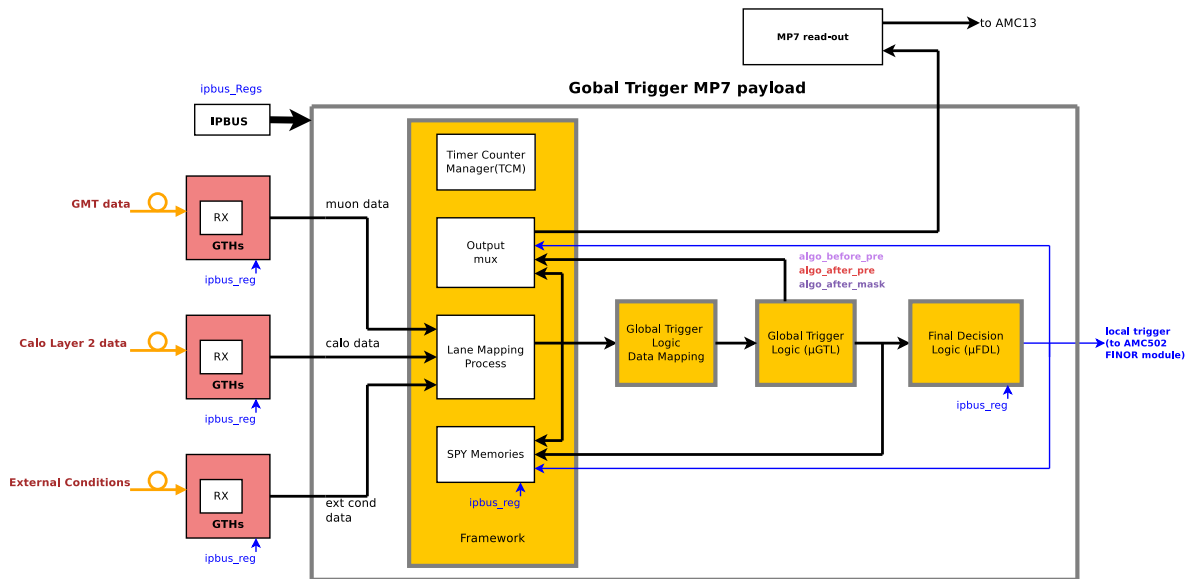 MP7 read-out
to AMC13
Gobal Trigger MP7 payload
ipbus_Regs
IPBUS
Timer Counter
Manager(TCM)
GMT data
RX
GTHs
ipbus_reg
muon data
Output
mux
algo_before_pre
algo_after_pre
algo_after_mask
Calo Layer 2 data
RX
GTHs
ipbus_reg
calo data
Lane Mapping
Process
Global Trigger
Logic
Data Mapping
Global Trigger
Logic (μGTL)
Final Decision
Logic (μFDL)
ipbus_reg
local trigger
(to AMC502
FINOR module)
External Conditions
RX
GTHs
ipbus_reg
ext cond
data
SPY Memories
ipbus_reg
Framework